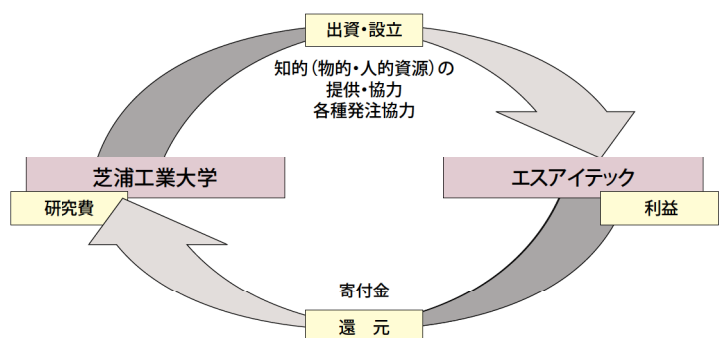 出資・設立
知的(物的・人的資源)の
提供・協力
各種発注協力
芝浦工業大学
エスアイテック
研究費
利益
寄付金
還 元